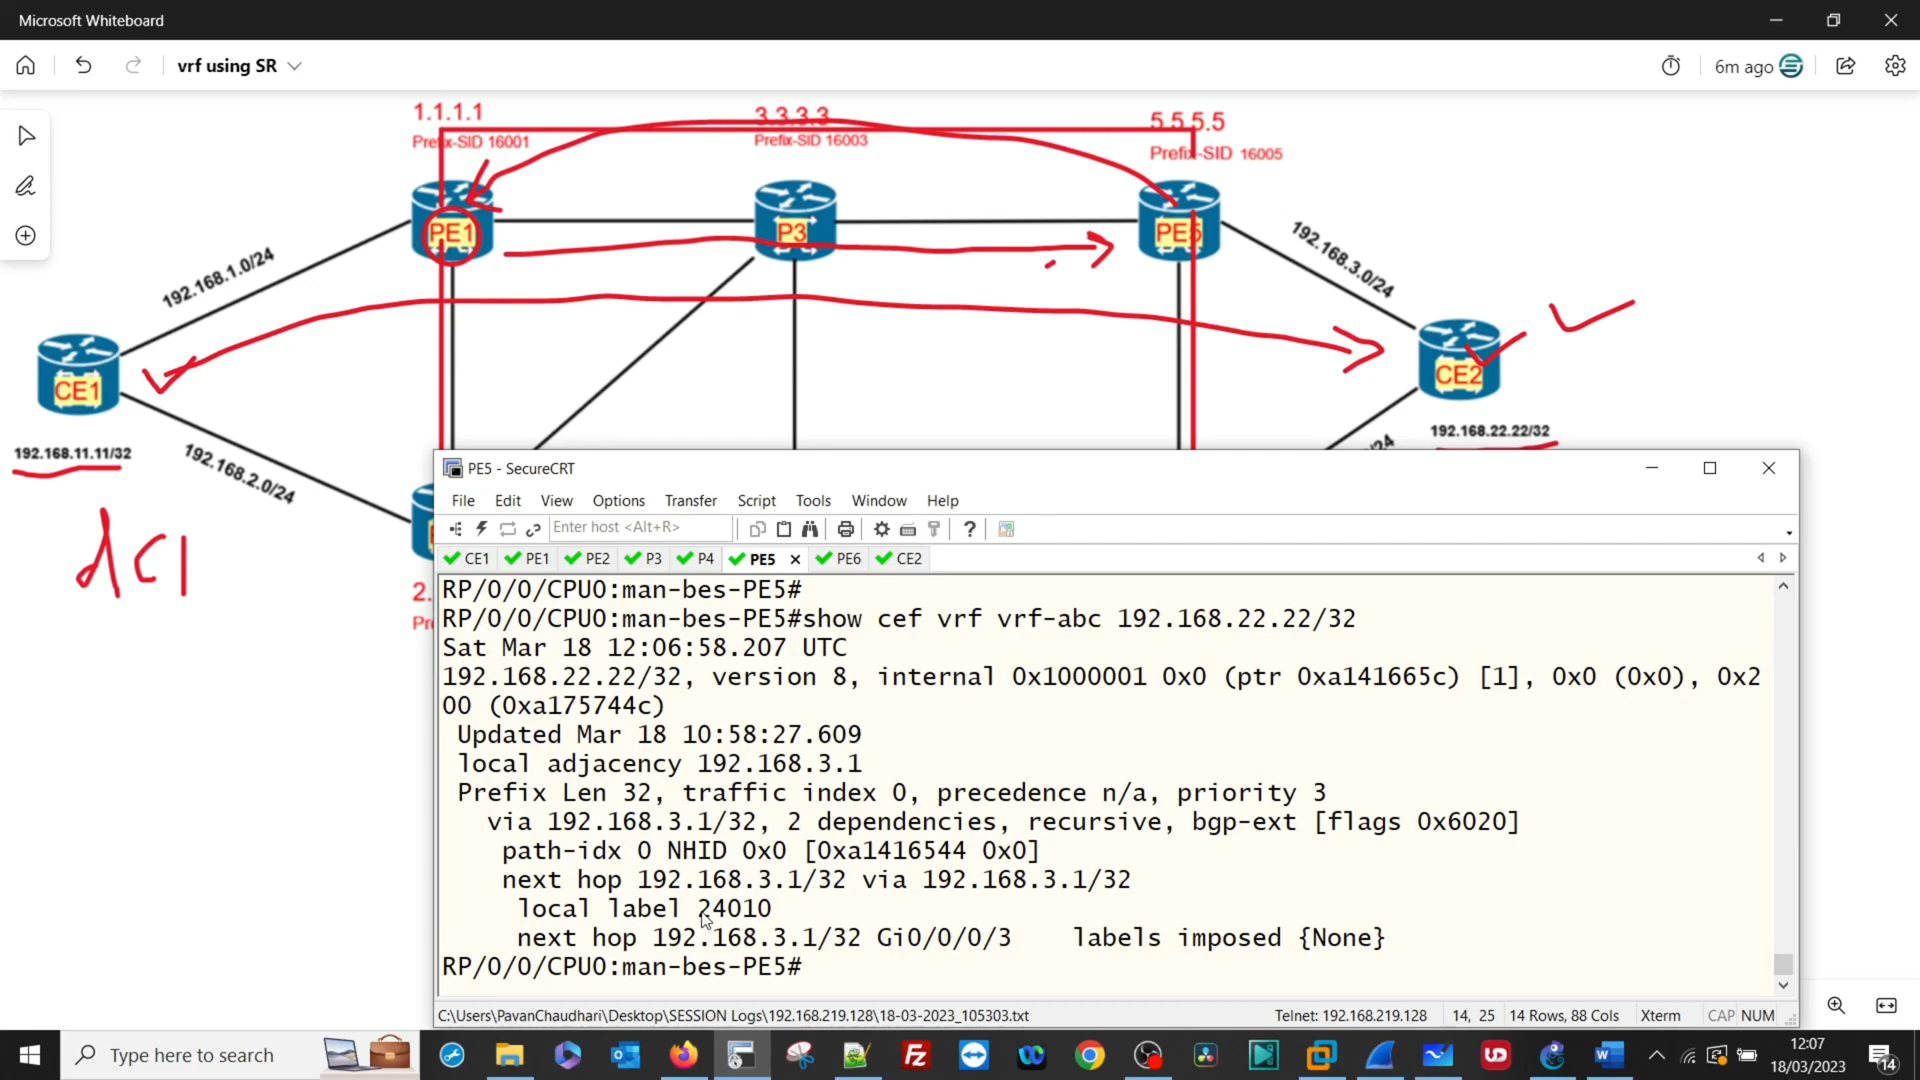 Microsoft Whiteboard
vrf using SR
6m ago
1.1.1.1
Prefix-SID 16001
3.3.3.3
Prefix-SID 16003
5.5.5.5
Prefix-SID 16005
PE1
P3
PE5
192.168.1.0/24
192.168.3.0/24
CE1
CE2
192.168.11.11/32
192.168.2.0/24
192.168.22.22/32
/24
2.
Pr
PE5 - SecureCRT
File Edit View Options Transfer Script Tools Window Help
Enter host <Alt+R>
CE1 PE1 PE2 P3 P4 PE5 PE6 CE2
RP/0/0/CPU0:man-bes-PE5#
RP/0/0/CPU0:man-bes-PE5#show cef vrf vrf-abc 192.168.22.22/32
Sat Mar 18 12:06:58.207 UTC
192.168.22.22/32, version 8, internal 0x1000001 0x0 (ptr 0xa141665c) [1], 0x0 (0x0), 0x2
00 (0xa175744c)
Updated Mar 18 10:58:27.609
local adjacency 192.168.3.1
Prefix Len 32, traffic index 0, precedence n/a, priority 3
via 192.168.3.1/32, 2 dependencies, recursive, bgp-ext [flags 0x6020]
path-idx 0 NHID 0x0 [0xa1416544 0x0]
next hop 192.168.3.1/32 via 192.168.3.1/32
local label 24010
next hop 192.168.3.1/32 Gi0/0/0/3 labels imposed {None}
RP/0/0/CPU0:man-bes-PE5#
C:\Users\PavanChaudhari\Desktop\SESSION Logs\192.168.219.128\18-03-2023_105303.txt
Telnet: 192.168.219.128 14, 25 14 Rows, 88 Cols Xterm CAP NUM
Type here to search
12:07
18/03/2023
14